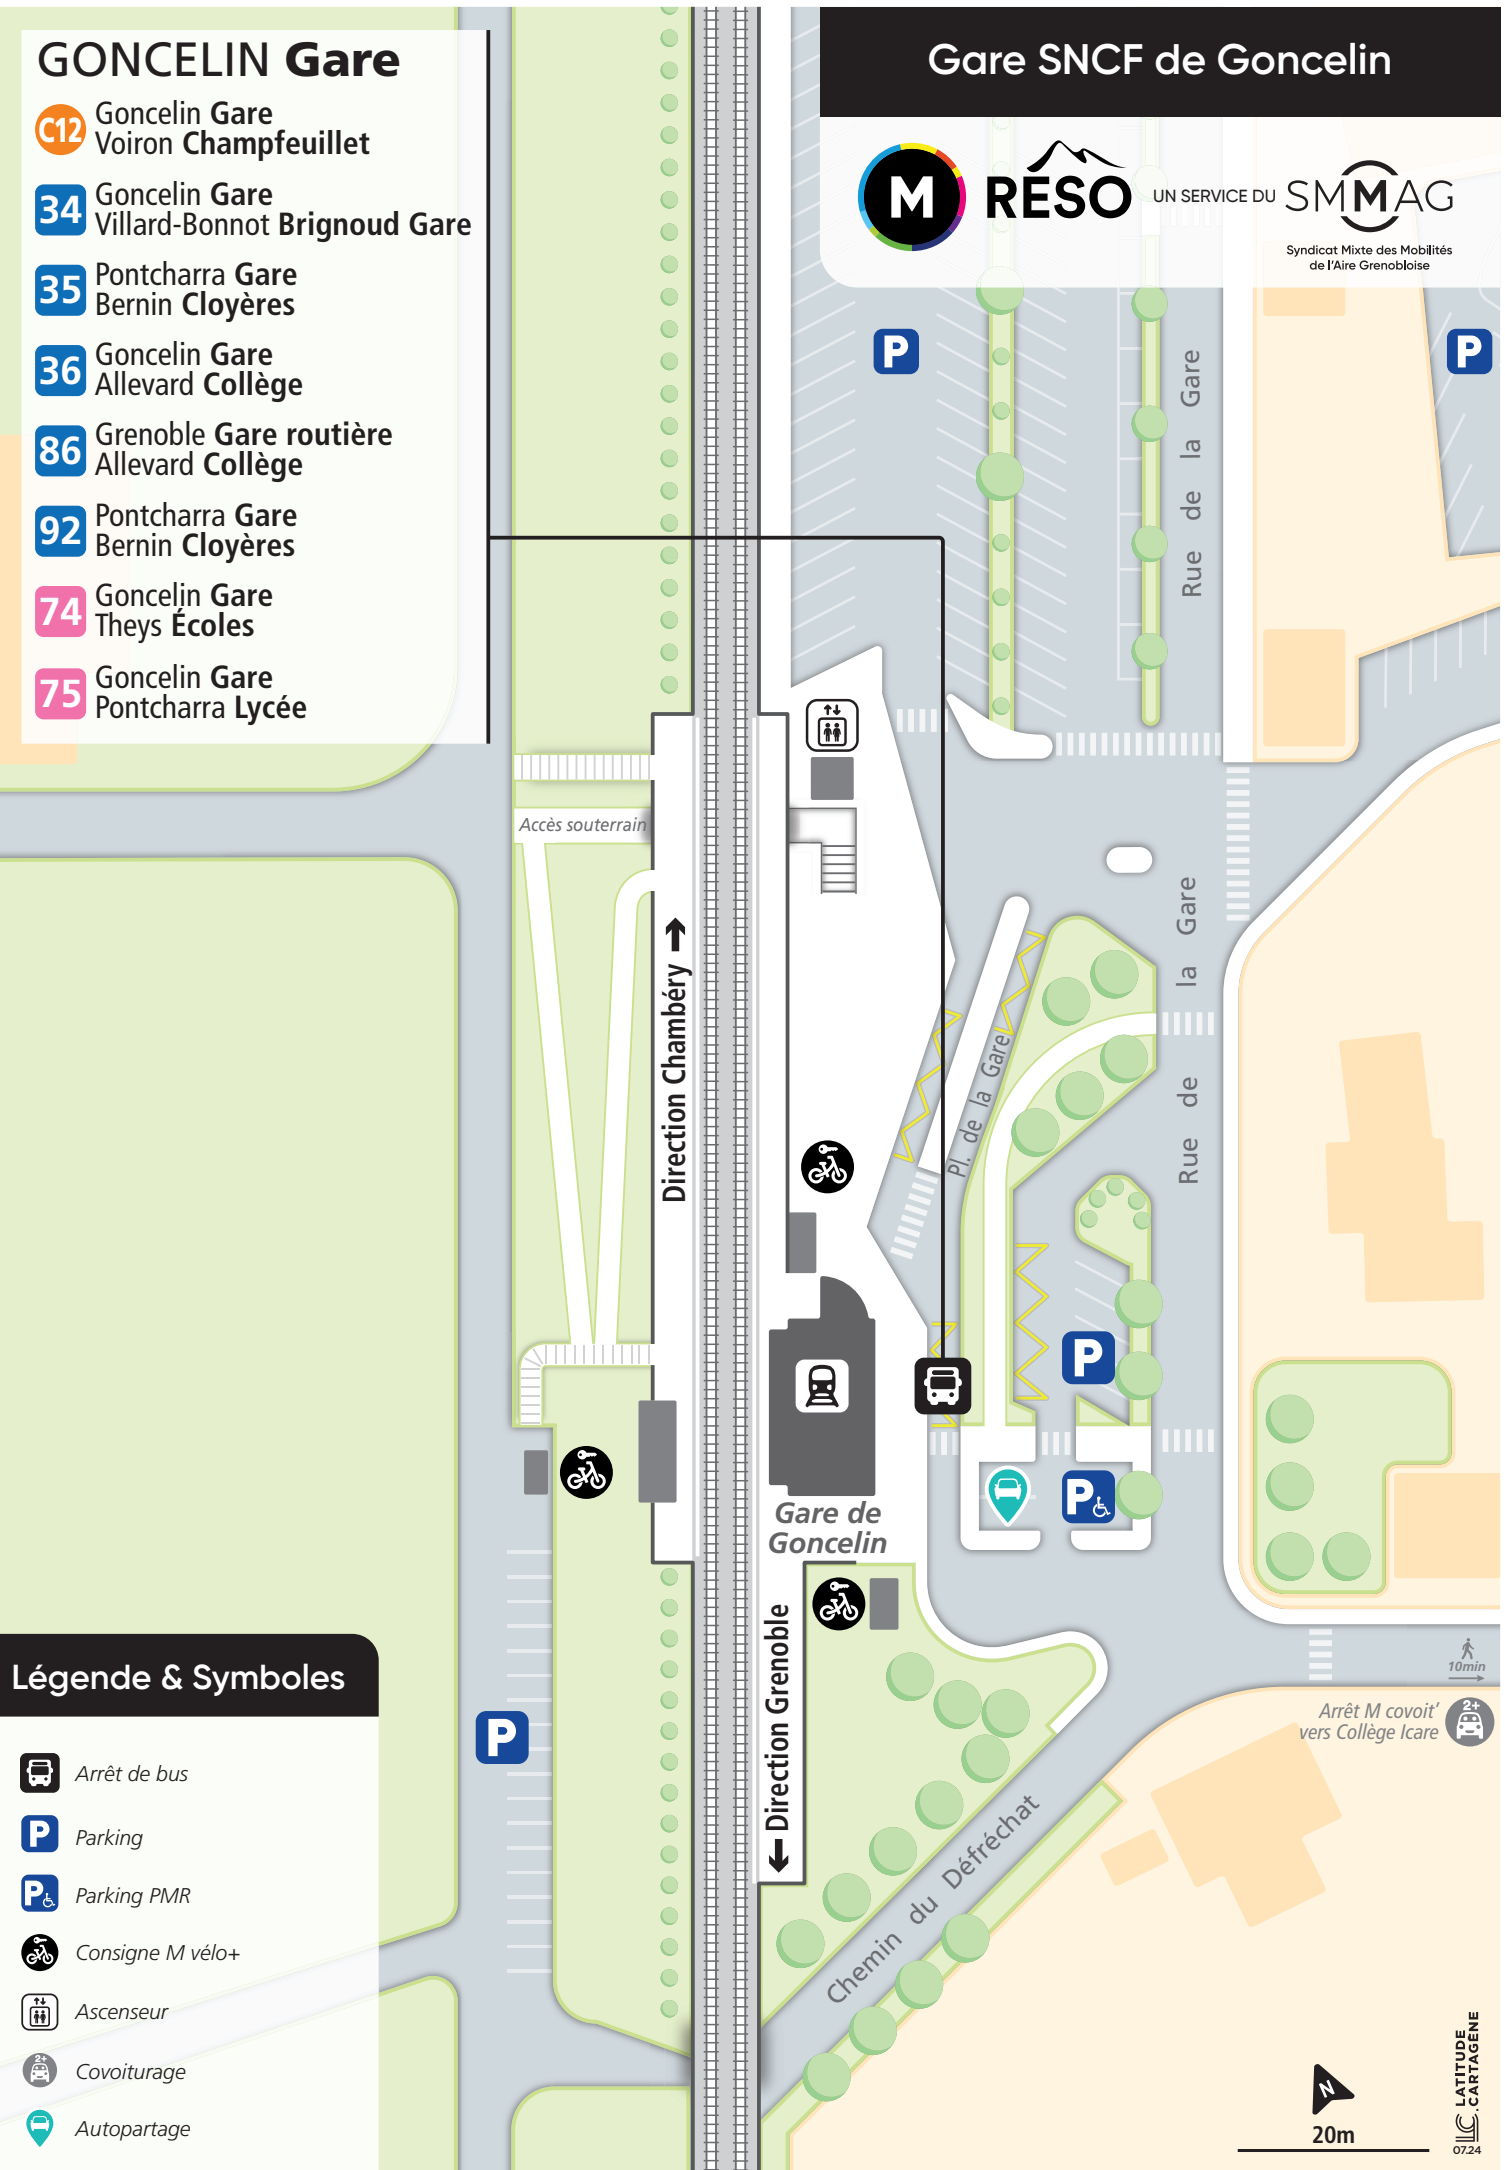 GONCELIN Gare
C12 Goncelin Gare
Voiron Champfeuillet
34 Goncelin Gare
Villard-Bonnot Brignoud Gare
35 Pontcharra Gare
Bernin Cloyères
36 Goncelin Gare
Allevard Collège
86 Grenoble Gare routière
Allevard Collège
92 Pontcharra Gare
Bernin Cloyères
74 Goncelin Gare
Theys Écoles
75 Goncelin Gare
Pontcharra Lycée
Gare SNCF de Goncelin
M RÉSO UN SERVICE DU SMMAG
Syndicat Mixte des Mobilités
de l'Aire Grenobloise
P
P
Rue de la Gare
Accès souterrain
Direction Chambéry →
Pl. de la Gare
Rue de la Gare
P
P
Gare de
Goncelin
← Direction Grenoble
P
Chemin du Défréchat
10min
Arrêt M covoit'
vers Collège Icare
2+
Légende & Symboles
Arrêt de bus
P Parking
P Parking PMR
Consigne M vélo+
Ascenseur
2+ Covoiturage
Autopartage
N
20m
LC LATITUDE
.CARTAGÈNE
07.24